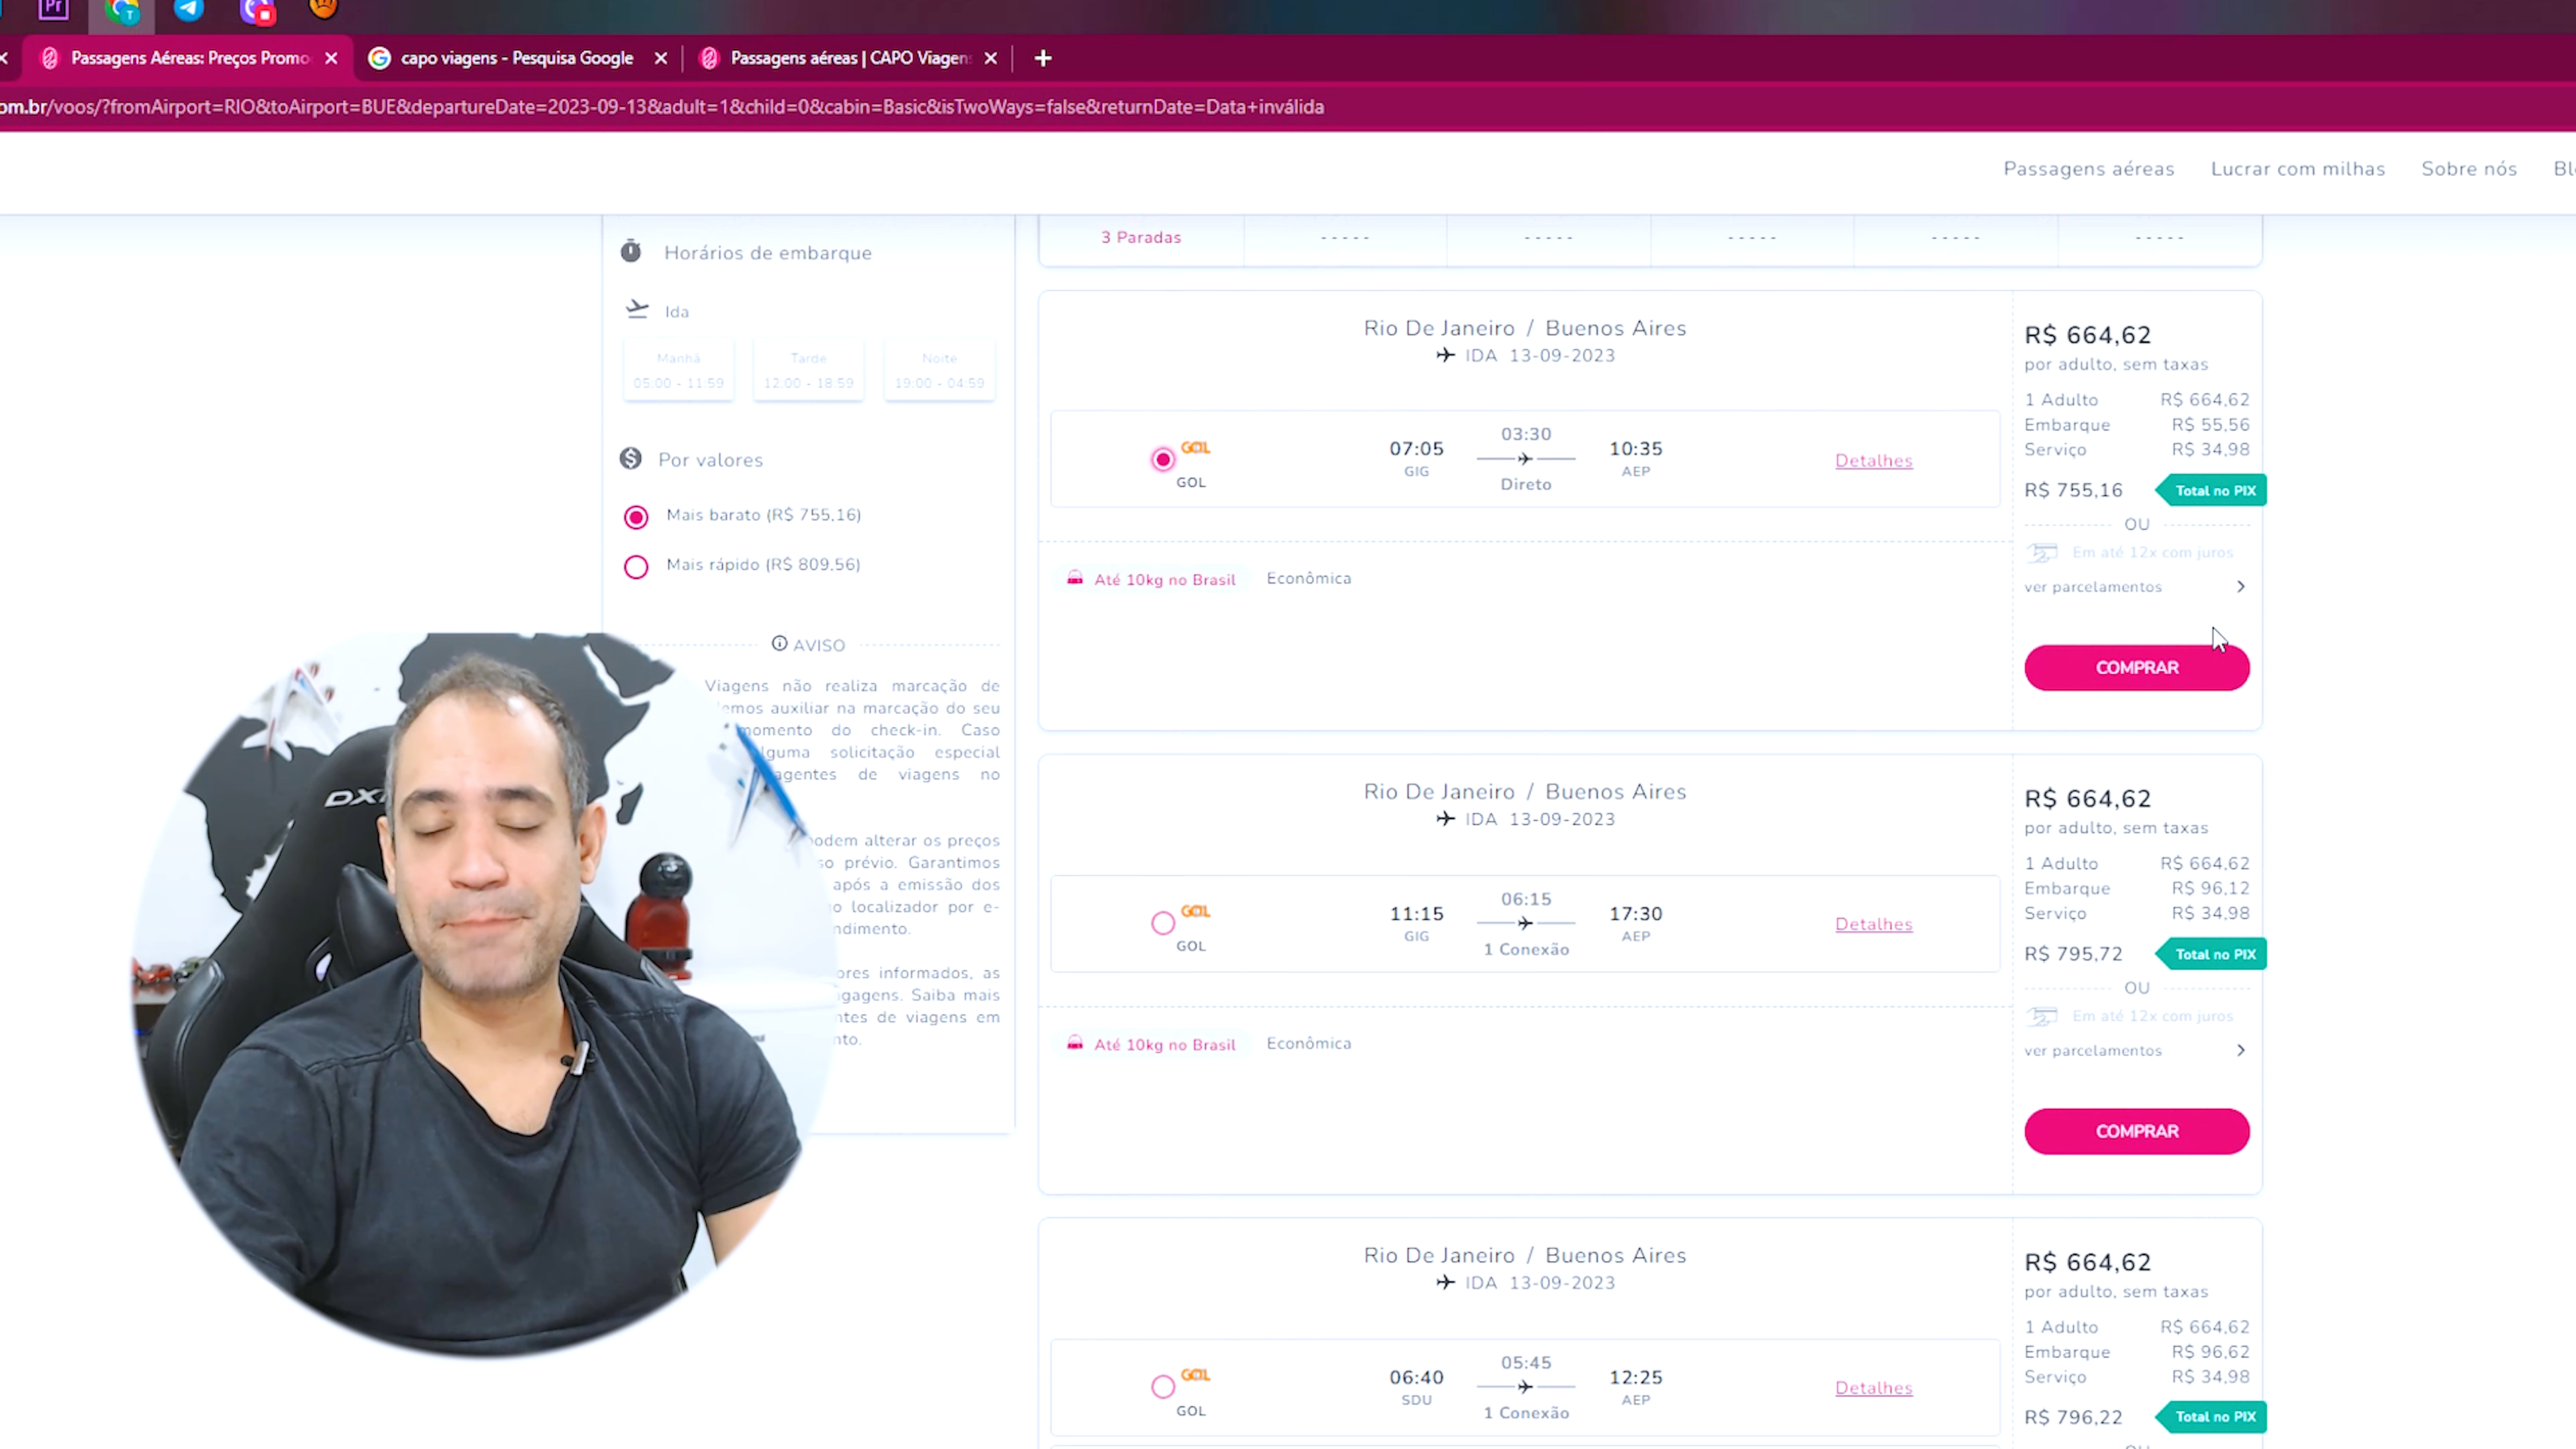 Pr
T
Passagens Aéreas: Preços Promo
capo viagens - Pesquisa Google
Passagens aéreas | CAPO Viagen
om.br/voos/?fromAirport=RIO&toAirport=BUE&departureDate=2023-09-13&adult=1&child=0&cabin=Basic&isTwoWays=false&returnDate=Data+inválida
Passagens aéreas Lucrar com milhas Sobre nós Bl
Horários de embarque
Ida
Manhã
05:00 - 11:59
Tarde
12:00 - 18:59
Noite
19:00 - 04:59
Por valores
Mais barato (R$ 755,16)
Mais rápido (R$ 809,56)
AVISO
Viagens não realiza marcação de
emos auxiliar na marcação do seu
momento do check-in. Caso
lguma solicitação especial
agentes de viagens no
podem alterar os preços
so prévio. Garantimos
após a emissão dos
o localizador por e-
ndimento.
ores informados, as
agagens. Saiba mais
ntes de viagens em
nto.
DX
3 Paradas ----- ----- ----- ----- -----
Rio De Janeiro / Buenos Aires
IDA 13-09-2023
GOL
GOL
07:05
GIG
03:30
Direto
10:35
AEP
Detalhes
Até 10kg no Brasil Econômica
R$ 664,62
por adulto, sem taxas
1 Adulto R$ 664,62
Embarque R$ 55,56
Serviço R$ 34,98
R$ 755,16 Total no PIX
OU
Em até 12x com juros
ver parcelamentos
COMPRAR
Rio De Janeiro / Buenos Aires
IDA 13-09-2023
GOL
GOL
11:15
GIG
06:15
1 Conexão
17:30
AEP
Detalhes
Até 10kg no Brasil Econômica
R$ 664,62
por adulto, sem taxas
1 Adulto R$ 664,62
Embarque R$ 96,12
Serviço R$ 34,98
R$ 795,72 Total no PIX
OU
Em até 12x com juros
ver parcelamentos
COMPRAR
Rio De Janeiro / Buenos Aires
IDA 13-09-2023
GOL
GOL
06:40
SDU
05:45
1 Conexão
12:25
AEP
Detalhes
R$ 664,62
por adulto, sem taxas
1 Adulto R$ 664,62
Embarque R$ 96,62
Serviço R$ 34,98
R$ 796,22 Total no PIX